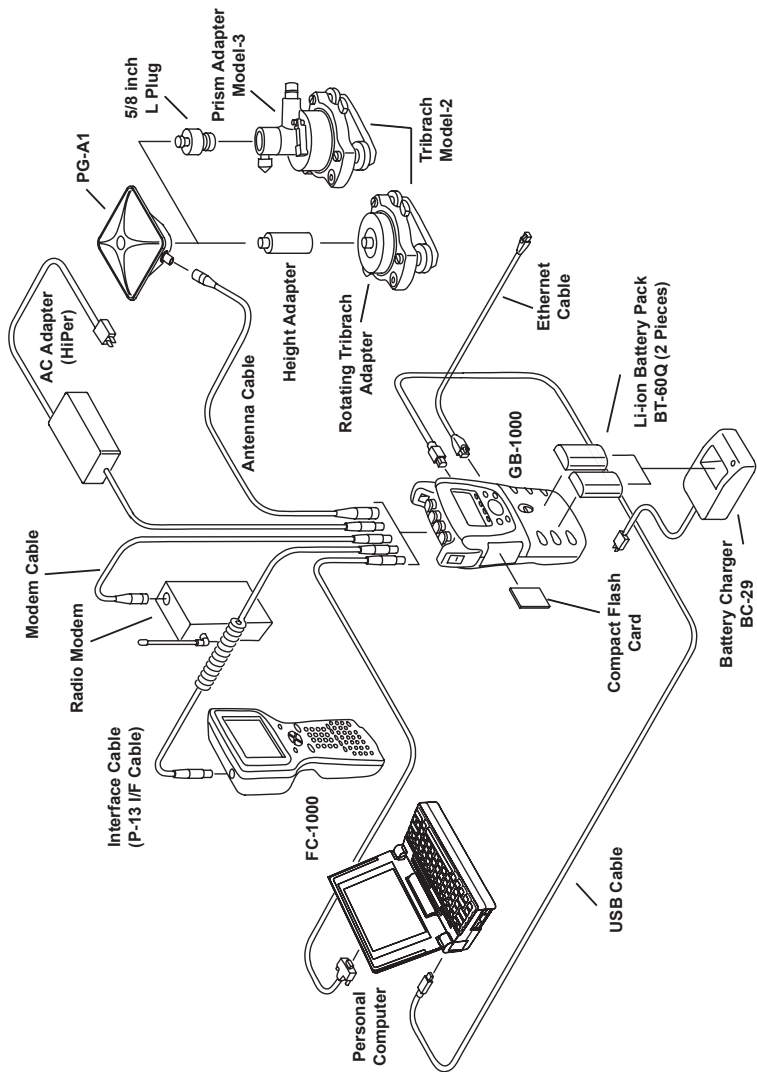 5/8 inch
L Plug
Prism Adapter
Model-3
PG-A1
Tribrach
Model-2
AC Adapter
(HiPer)
Height Adapter
Antenna Cable
Rotating Tribrach
Adapter
Ethernet
Cable
Modem Cable
Radio Modem
GB-1000
Li-ion Battery Pack
BT-60Q (2 Pieces)
Interface Cable
(P-13 I/F Cable)
FC-1000
Compact Flash
Card
Battery Charger
BC-29
Personal
Computer
USB Cable